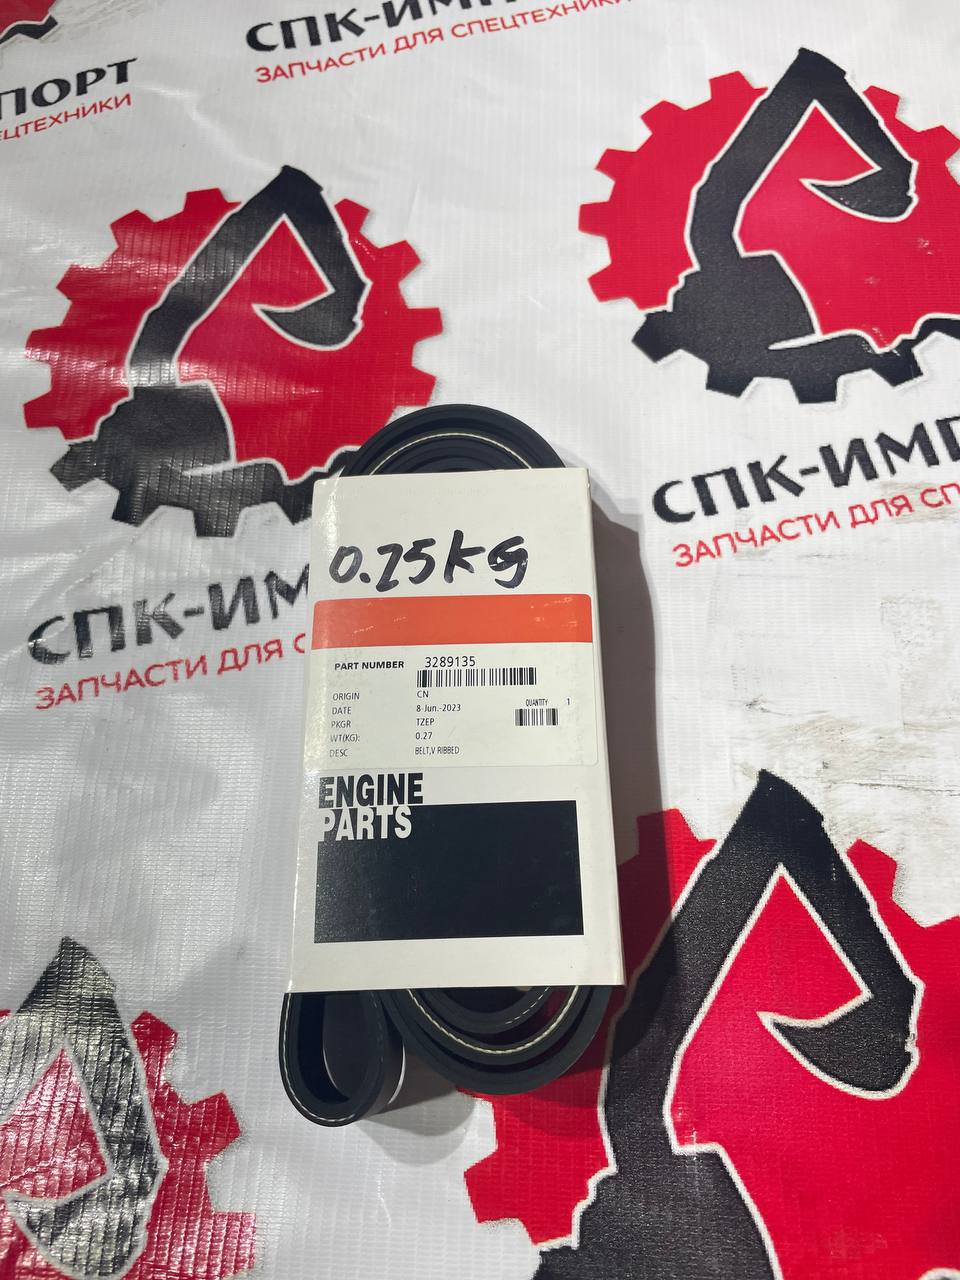 СПК-ИМП
ЗАПЧАСТИ ДЛЯ СПЕЦТЕХНИКИ
ПОРТ
ЕЦТЕХНИКИ
СПК-ИМП
ЗАПЧАСТИ ДЛЯ СП
СПК-ИМ
ЗАПЧАСТИ ДЛЯ С
0.25kg
PART NUMBER 3289135
ORIGIN CN
DATE 8-Jun.-2023
QUANTITY 1
PKGR TZEP
WT(KG): 0.27
DESC BELT,V RIBBED
ENGINE
PARTS